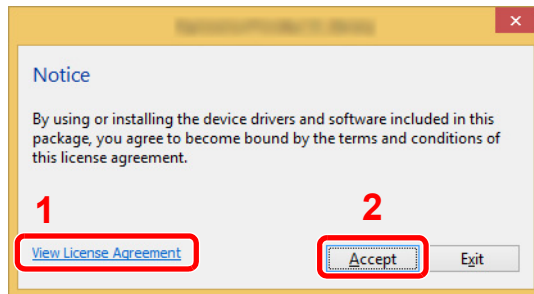 Notice
By using or installing the device drivers and software included in this
package, you agree to become bound by the terms and conditions of
this license agreement.
1
2
View License Agreement
Accept
Exit